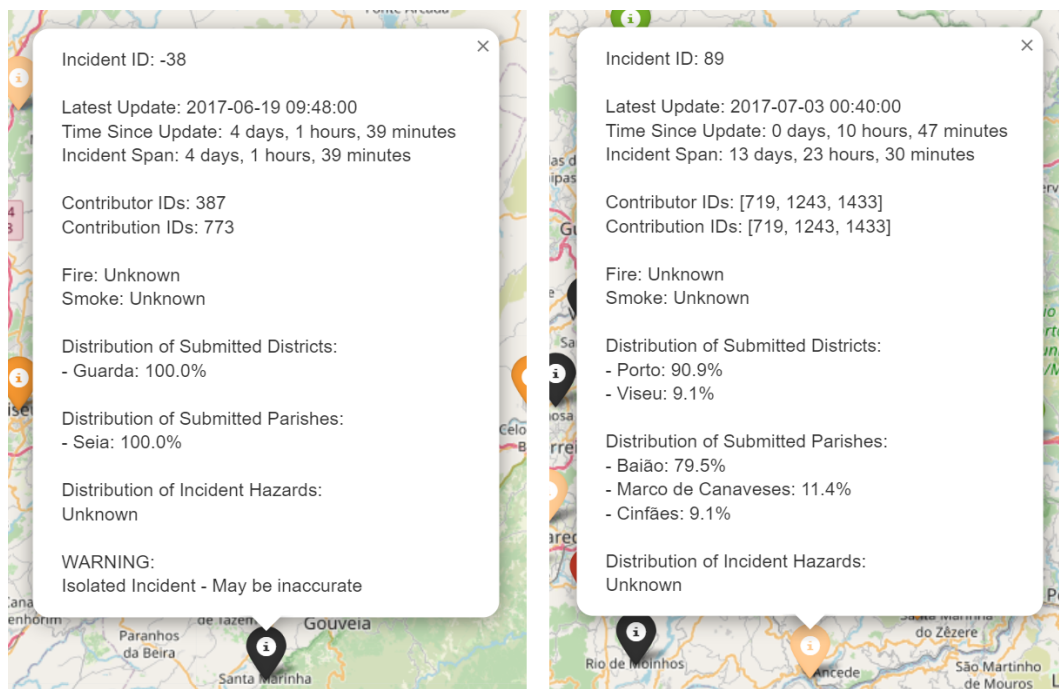 Ponte Arcada
×
Incident ID: -38
Latest Update: 2017-06-19 09:48:00
Time Since Update: 4 days, 1 hours, 39 minutes
Incident Span: 4 days, 1 hours, 39 minutes
Contributor IDs: 387
Contribution IDs: 773
Fire: Unknown
Smoke: Unknown
Distribution of Submitted Districts:
- Guarda: 100.0%
Distribution of Submitted Parishes:
- Seia: 100.0%
Distribution of Incident Hazards:
Unknown
WARNING:
Isolated Incident - May be inaccurate
Celo
Gouveia
Paranhos
da Beira
Santa Marinha
×
Incident ID: 89
Latest Update: 2017-07-03 00:40:00
Time Since Update: 0 days, 10 hours, 47 minutes
Incident Span: 13 days, 23 hours, 30 minutes
Contributor IDs: [719, 1243, 1433]
Contribution IDs: [719, 1243, 1433]
Fire: Unknown
Smoke: Unknown
Distribution of Submitted Districts:
- Porto: 90.9%
- Viseu: 9.1%
Distribution of Submitted Parishes:
- Baião: 79.5%
- Marco de Canaveses: 11.4%
- Cinfães: 9.1%
Distribution of Incident Hazards:
Unknown
Santa Marinha
do Zêzere
Rio de Moinhos
Ancede
São Martinho
de Mouros